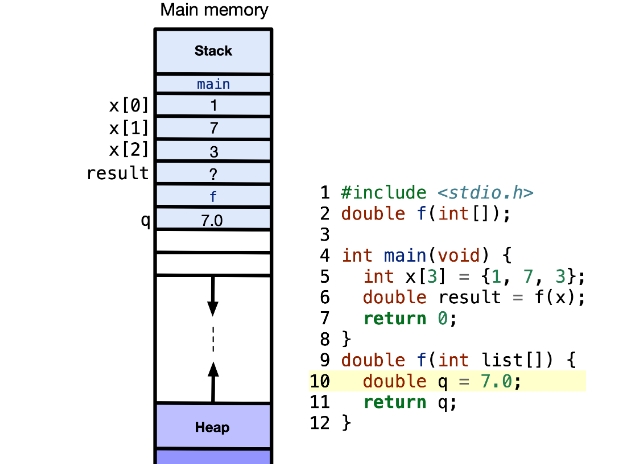 Main memory
Stack
main
x[0] 1
x[1] 7
x[2] 3
result ?
f
q 7.0
Heap
1 #include <stdio.h>
2 double f(int[]);
3
4 int main(void) {
5   int x[3] = {1, 7, 3};
6   double result = f(x);
7   return 0;
8 }
9 double f(int list[]) {
10   double q = 7.0;
11   return q;
12 }